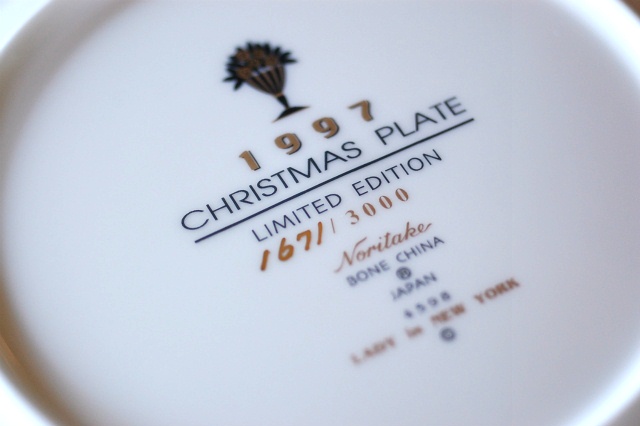 1997
CHRISTMAS PLATE
LIMITED EDITION
1671/3000
Noritake
BONE CHINA
®
JAPAN
4598
LADY in NEW YORK
©